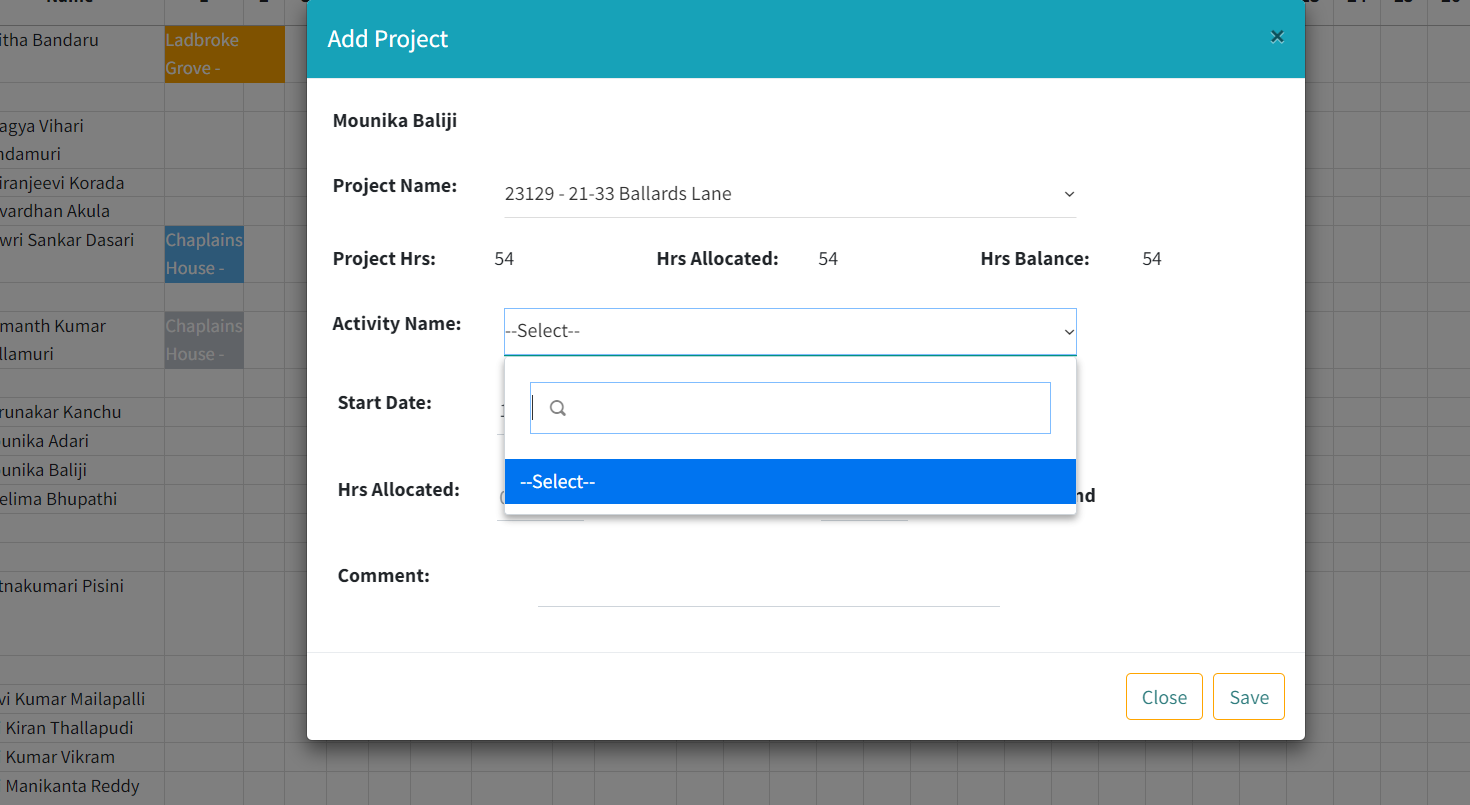 Add Project
×
Mounika Baliji
Project Name:
23129 - 21-33 Ballards Lane
Project Hrs:
54
Hrs Allocated:
54
Hrs Balance:
54
Activity Name:
--Select--
--Select--
Start Date:
Hrs Allocated:
Comment:
Close
Save
itha Bandaru
Ladbroke
Grove -
agya Vihari
ndamuri
iranjeevi Korada
vardhan Akula
wri Sankar Dasari
Chaplains
House -
manth Kumar
llamuri
Chaplains
House -
runakar Kanchu
unika Adari
unika Baliji
elima Bhupathi
tnakumari Pisini
vi Kumar Mailapalli
Kiran Thallapudi
Kumar Vikram
Manikanta Reddy